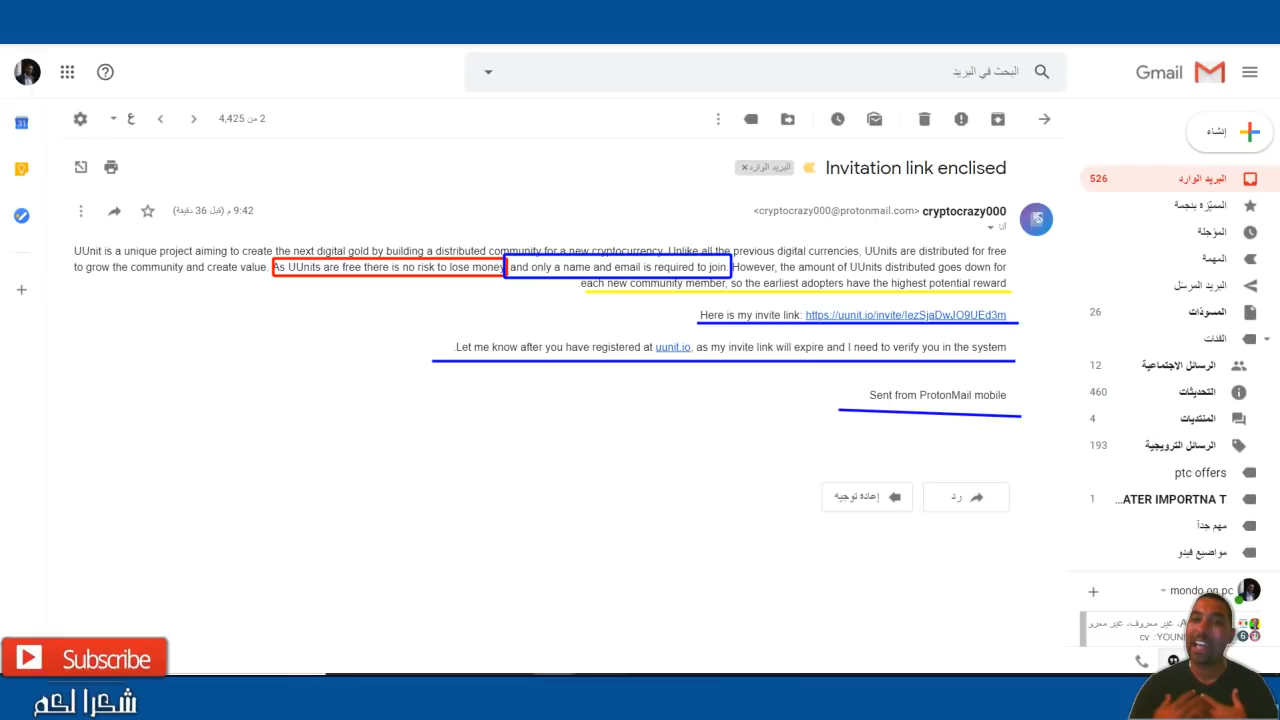 البحث في البريد
Gmail
2 من 4,425
ع
إنشاء
Invitation link enclised
البريد الوارد ×
cryptocrazy000 <cryptocrazy000@protonmail.com>
9:42 م (قبل 36 دقيقة)
أنا
UUnit is a unique project aiming to create the next digital gold by building a distributed community for a new cryptocurrency. Unlike all the previous digital currencies, UUnits are distributed for free
to grow the community and create value. As UUnits are free there is no risk to lose money and only a name and email is required to join. However, the amount of UUnits distributed goes down for
.each new community member, so the earliest adopters have the highest potential reward
Here is my invite link: https://uunit.io/invite/IezSjaDwJO9UEd3m
.Let me know after you have registered at uunit.io, as my invite link will expire and I need to verify you in the system
Sent from ProtonMail mobile
رد
إعادة توجيه
البريد الوارد 526
المميّزة بنجمة
المؤجلة
المهمة
البريد المرسَل
المسودّات 26
الفئات
الرسائل الاجتماعية 12
التحديثات 460
المنتديات 4
الرسائل الترويجية 193
ptc offers
...ATER IMPORTNA T 1
مهم جداً
مواضيع فيديو
mondo on pc
غير معروف، غير معرو
cv :YOUNE
Subscribe
شكرا لكم